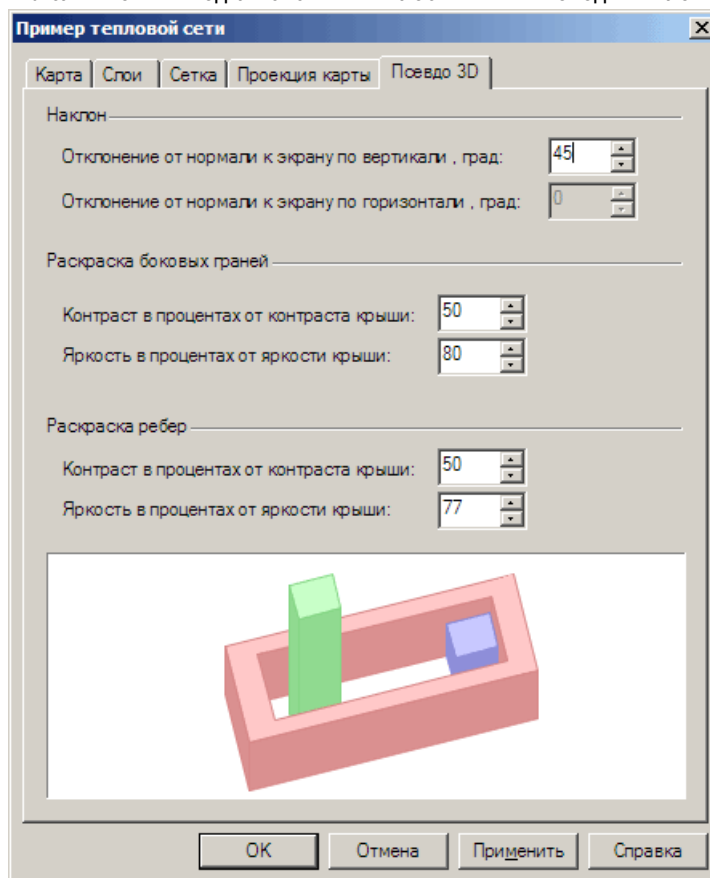 Пример тепловой сети
Карта Слои Сетка Проекция карты Псевдо 3D
Наклон
Отклонение от нормали к экрану по вертикали , град: 45
Отклонение от нормали к экрану по горизонтали , град: 0
Раскраска боковых граней
Контраст в процентах от контраста крыши: 50
Яркость в процентах от яркости крыши: 80
Раскраска ребер
Контраст в процентах от контраста крыши: 50
Яркость в процентах от яркости крыши: 77
ОК Отмена Применить Справка